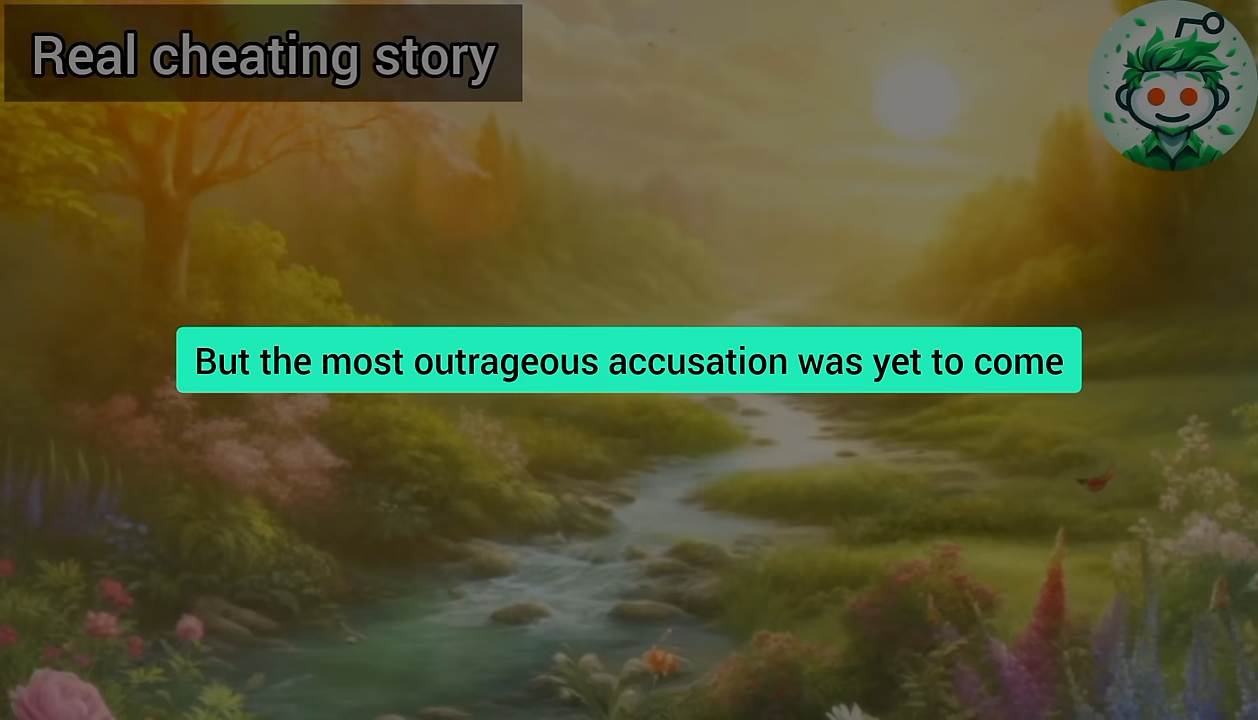 Real cheating story
But the most outrageous accusation was yet to come